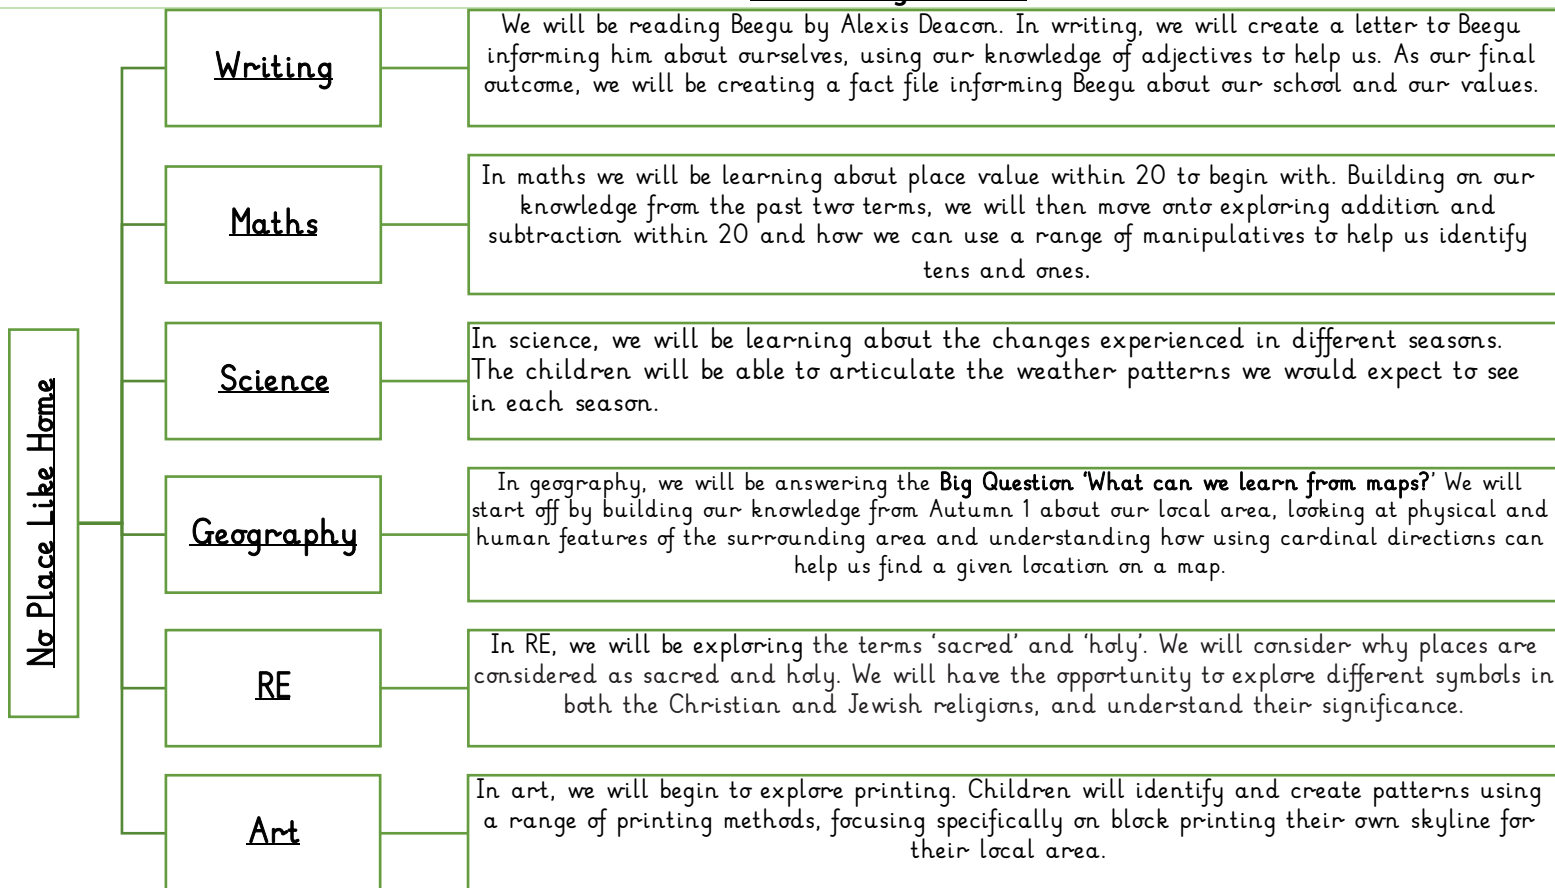 No Place Like Home
Writing
We will be reading Beegu by Alexis Deacon. In writing, we will create a letter to Beegu
informing him about ourselves, using our knowledge of adjectives to help us. As our final
outcome, we will be creating a fact file informing Beegu about our school and our values.
Maths
In maths we will be learning about place value within 20 to begin with. Building on our
knowledge from the past two terms, we will then move onto exploring addition and
subtraction within 20 and how we can use a range of manipulatives to help us identify
tens and ones.
Science
In science, we will be learning about the changes experienced in different seasons.
The children will be able to articulate the weather patterns we would expect to see
in each season.
Geography
In geography, we will be answering the Big Question ‘What can we learn from maps?’ We will
start off by building our knowledge from Autumn 1 about our local area, looking at physical and
human features of the surrounding area and understanding how using cardinal directions can
help us find a given location on a map.
RE
In RE, we will be exploring the terms ‘sacred’ and ‘holy’. We will consider why places are
considered as sacred and holy. We will have the opportunity to explore different symbols in
both the Christian and Jewish religions, and understand their significance.
Art
In art, we will begin to explore printing. Children will identify and create patterns using
a range of printing methods, focusing specifically on block printing their own skyline for
their local area.